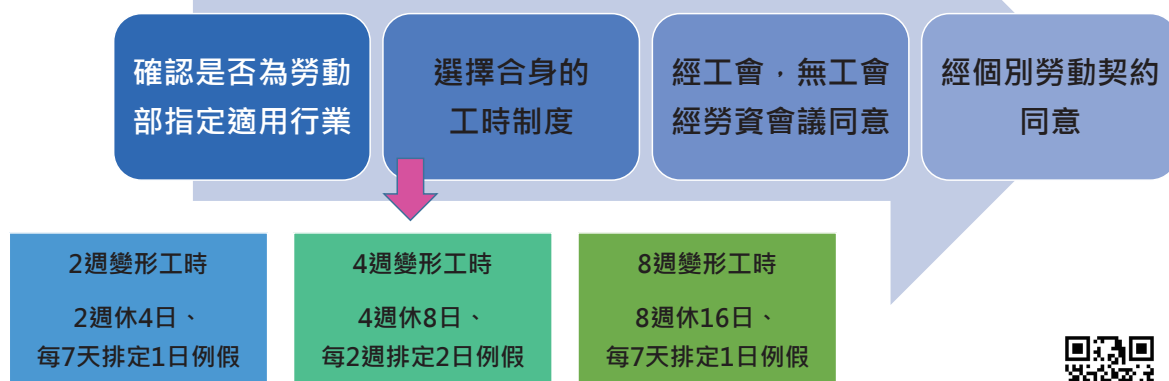 確認是否為勞動
部指定適用行業
選擇合身的
工時制度
經工會，無工會
經勞資會議同意
經個別勞動契約
同意
2週變形工時
2週休4日、
每7天排定1日例假
4週變形工時
4週休8日、
每2週排定2日例假
8週變形工時
8週休16日、
每7天排定1日例假